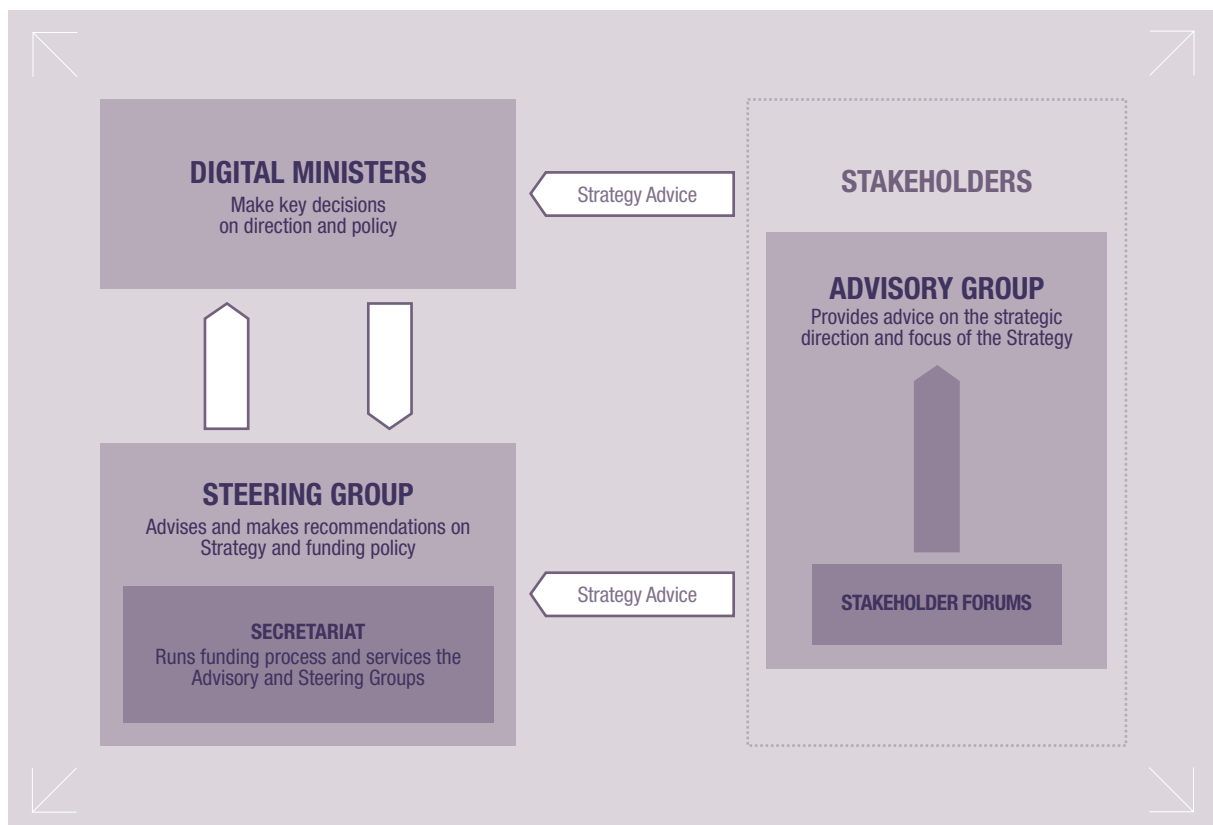 DIGITAL MINISTERS
Make key decisions
on direction and policy
Strategy Advice
STAKEHOLDERS
ADVISORY GROUP
Provides advice on the strategic
direction and focus of the Strategy
STAKEHOLDER FORUMS
STEERING GROUP
Advises and makes recommendations on
Strategy and funding policy
Strategy Advice
SECRETARIAT
Runs funding process and services the
Advisory and Steering Groups